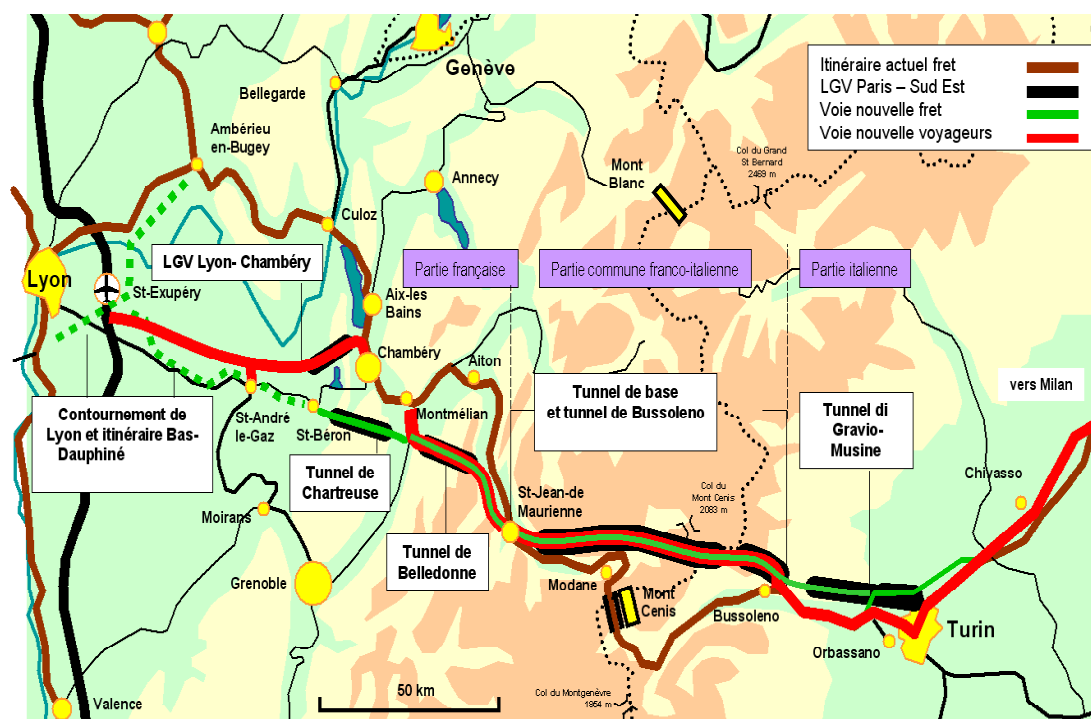 Genève
Itinéraire actuel fret
LGV Paris – Sud Est
Voie nouvelle fret
Voie nouvelle voyageurs
Bellegarde
Ambérieu
en-Bugey
Annecy
Mont
Blanc
Col du Grand
St Bernard
2469 m
Culoz
LGV Lyon- Chambéry
Partie française
Partie commune franco-italienne
Partie italienne
Lyon
St-Exupéry
Aix-les
Bains
Chambéry
Aiton
vers Milan
Tunnel de base
et tunnel de Bussoleno
Montmélian
Contournement de
Lyon et itinéraire Bas-
Dauphiné
St-André
le-Gaz
St-Béron
Tunnel di
Gravio-
Musine
Tunnel de
Chartreuse
Chivasso
Col du
Mont Cenis
2083 m
St-Jean-de
Maurienne
Moirans
Tunnel de
Belledonne
Grenoble
Modane
Mont
Cenis
Bussoleno
Turin
Orbassano
50 km
Col du Montgenèvre
1954 m
Valence